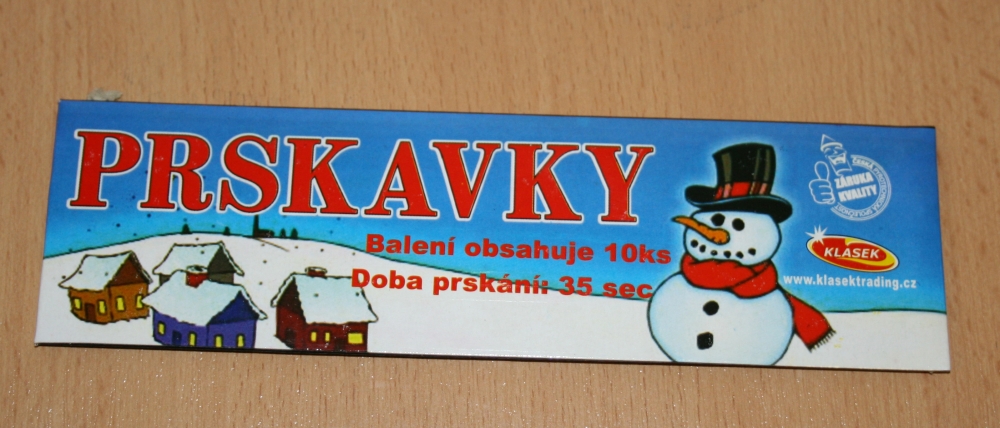 PRSKAVKY
Balení obsahuje 10ks
Doba prskání: 35 sec
ZÁRUKA
KVALITY
KLASEK
www.klasektrading.cz